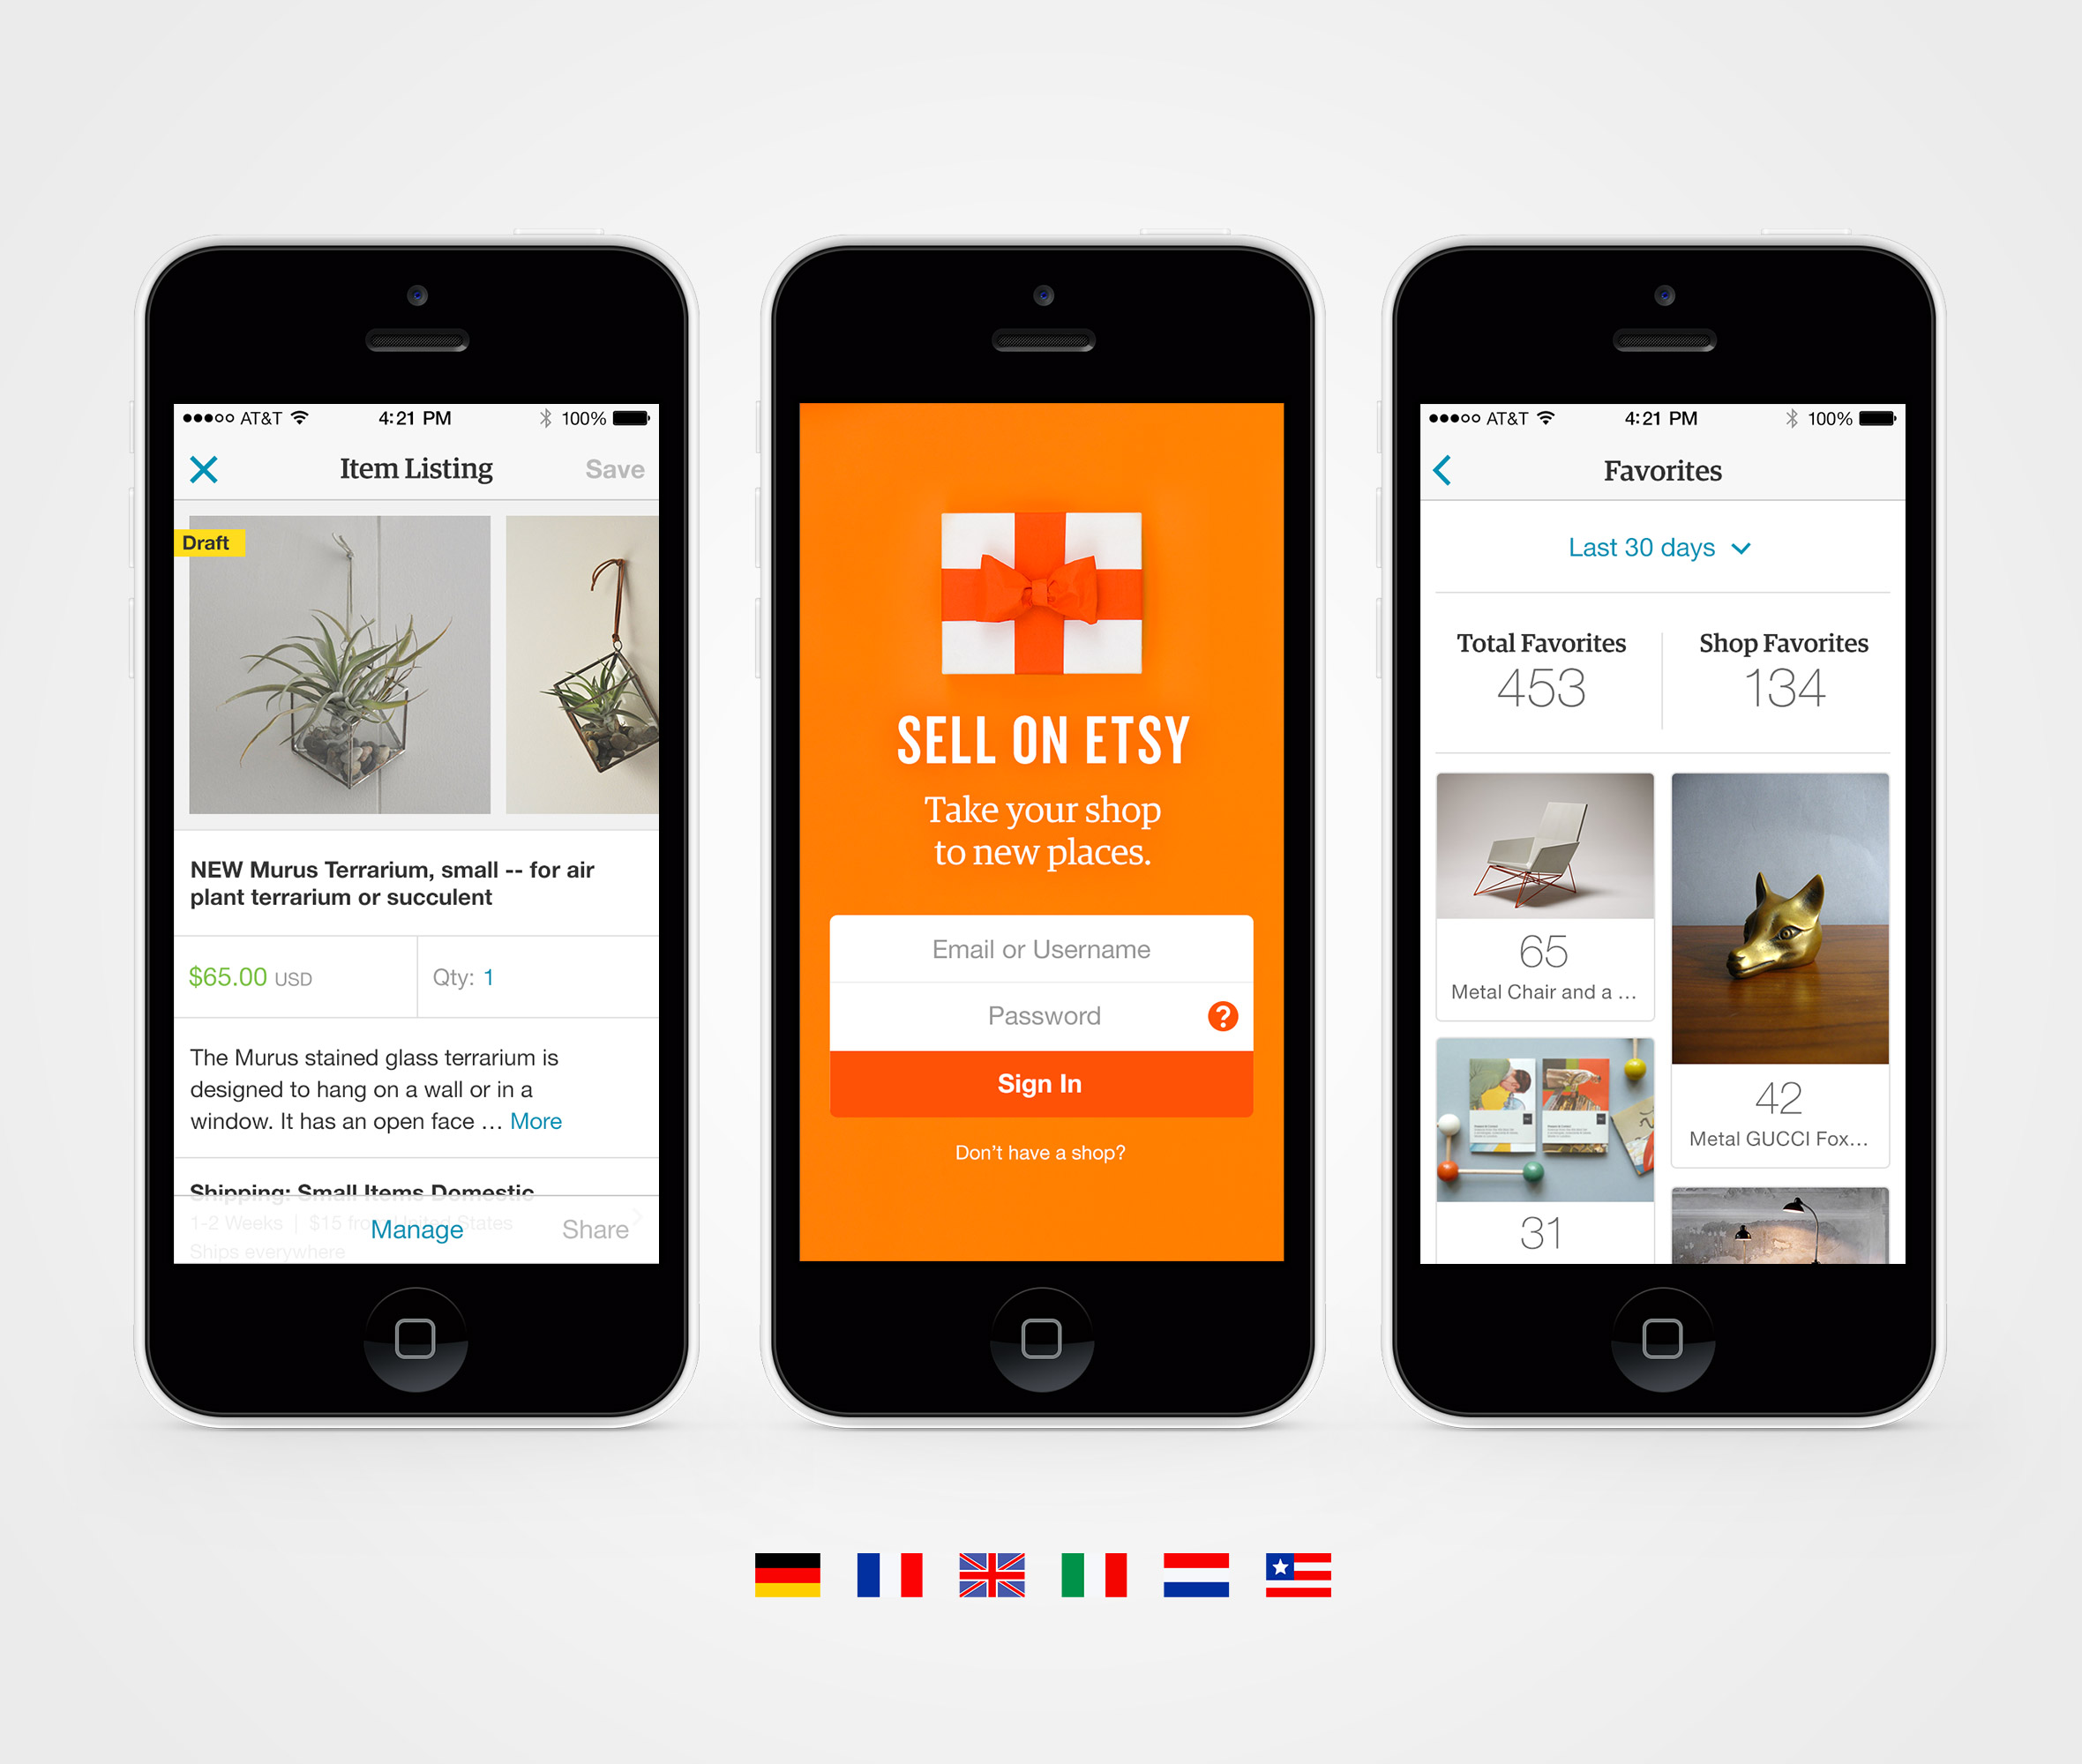 AT&T 4:21 PM 100%
Item Listing Save
Draft
NEW Murus Terrarium, small -- for air
plant terrarium or succulent
$65.00 USD Qty: 1
The Murus stained glass terrarium is
designed to hang on a wall or in a
window. It has an open face ... More
Shipping: Small Items Domestic
1-2 Weeks | $15 from United States
Ships everywhere
Manage Share
SELL ON ETSY
Take your shop
to new places.
Email or Username
Password ?
Sign In
Don't have a shop?
AT&T 4:21 PM 100%
Favorites
Last 30 days
Total Favorites Shop Favorites
453 134
65
Metal Chair and a ...
42
Metal GUCCI Fox...
31